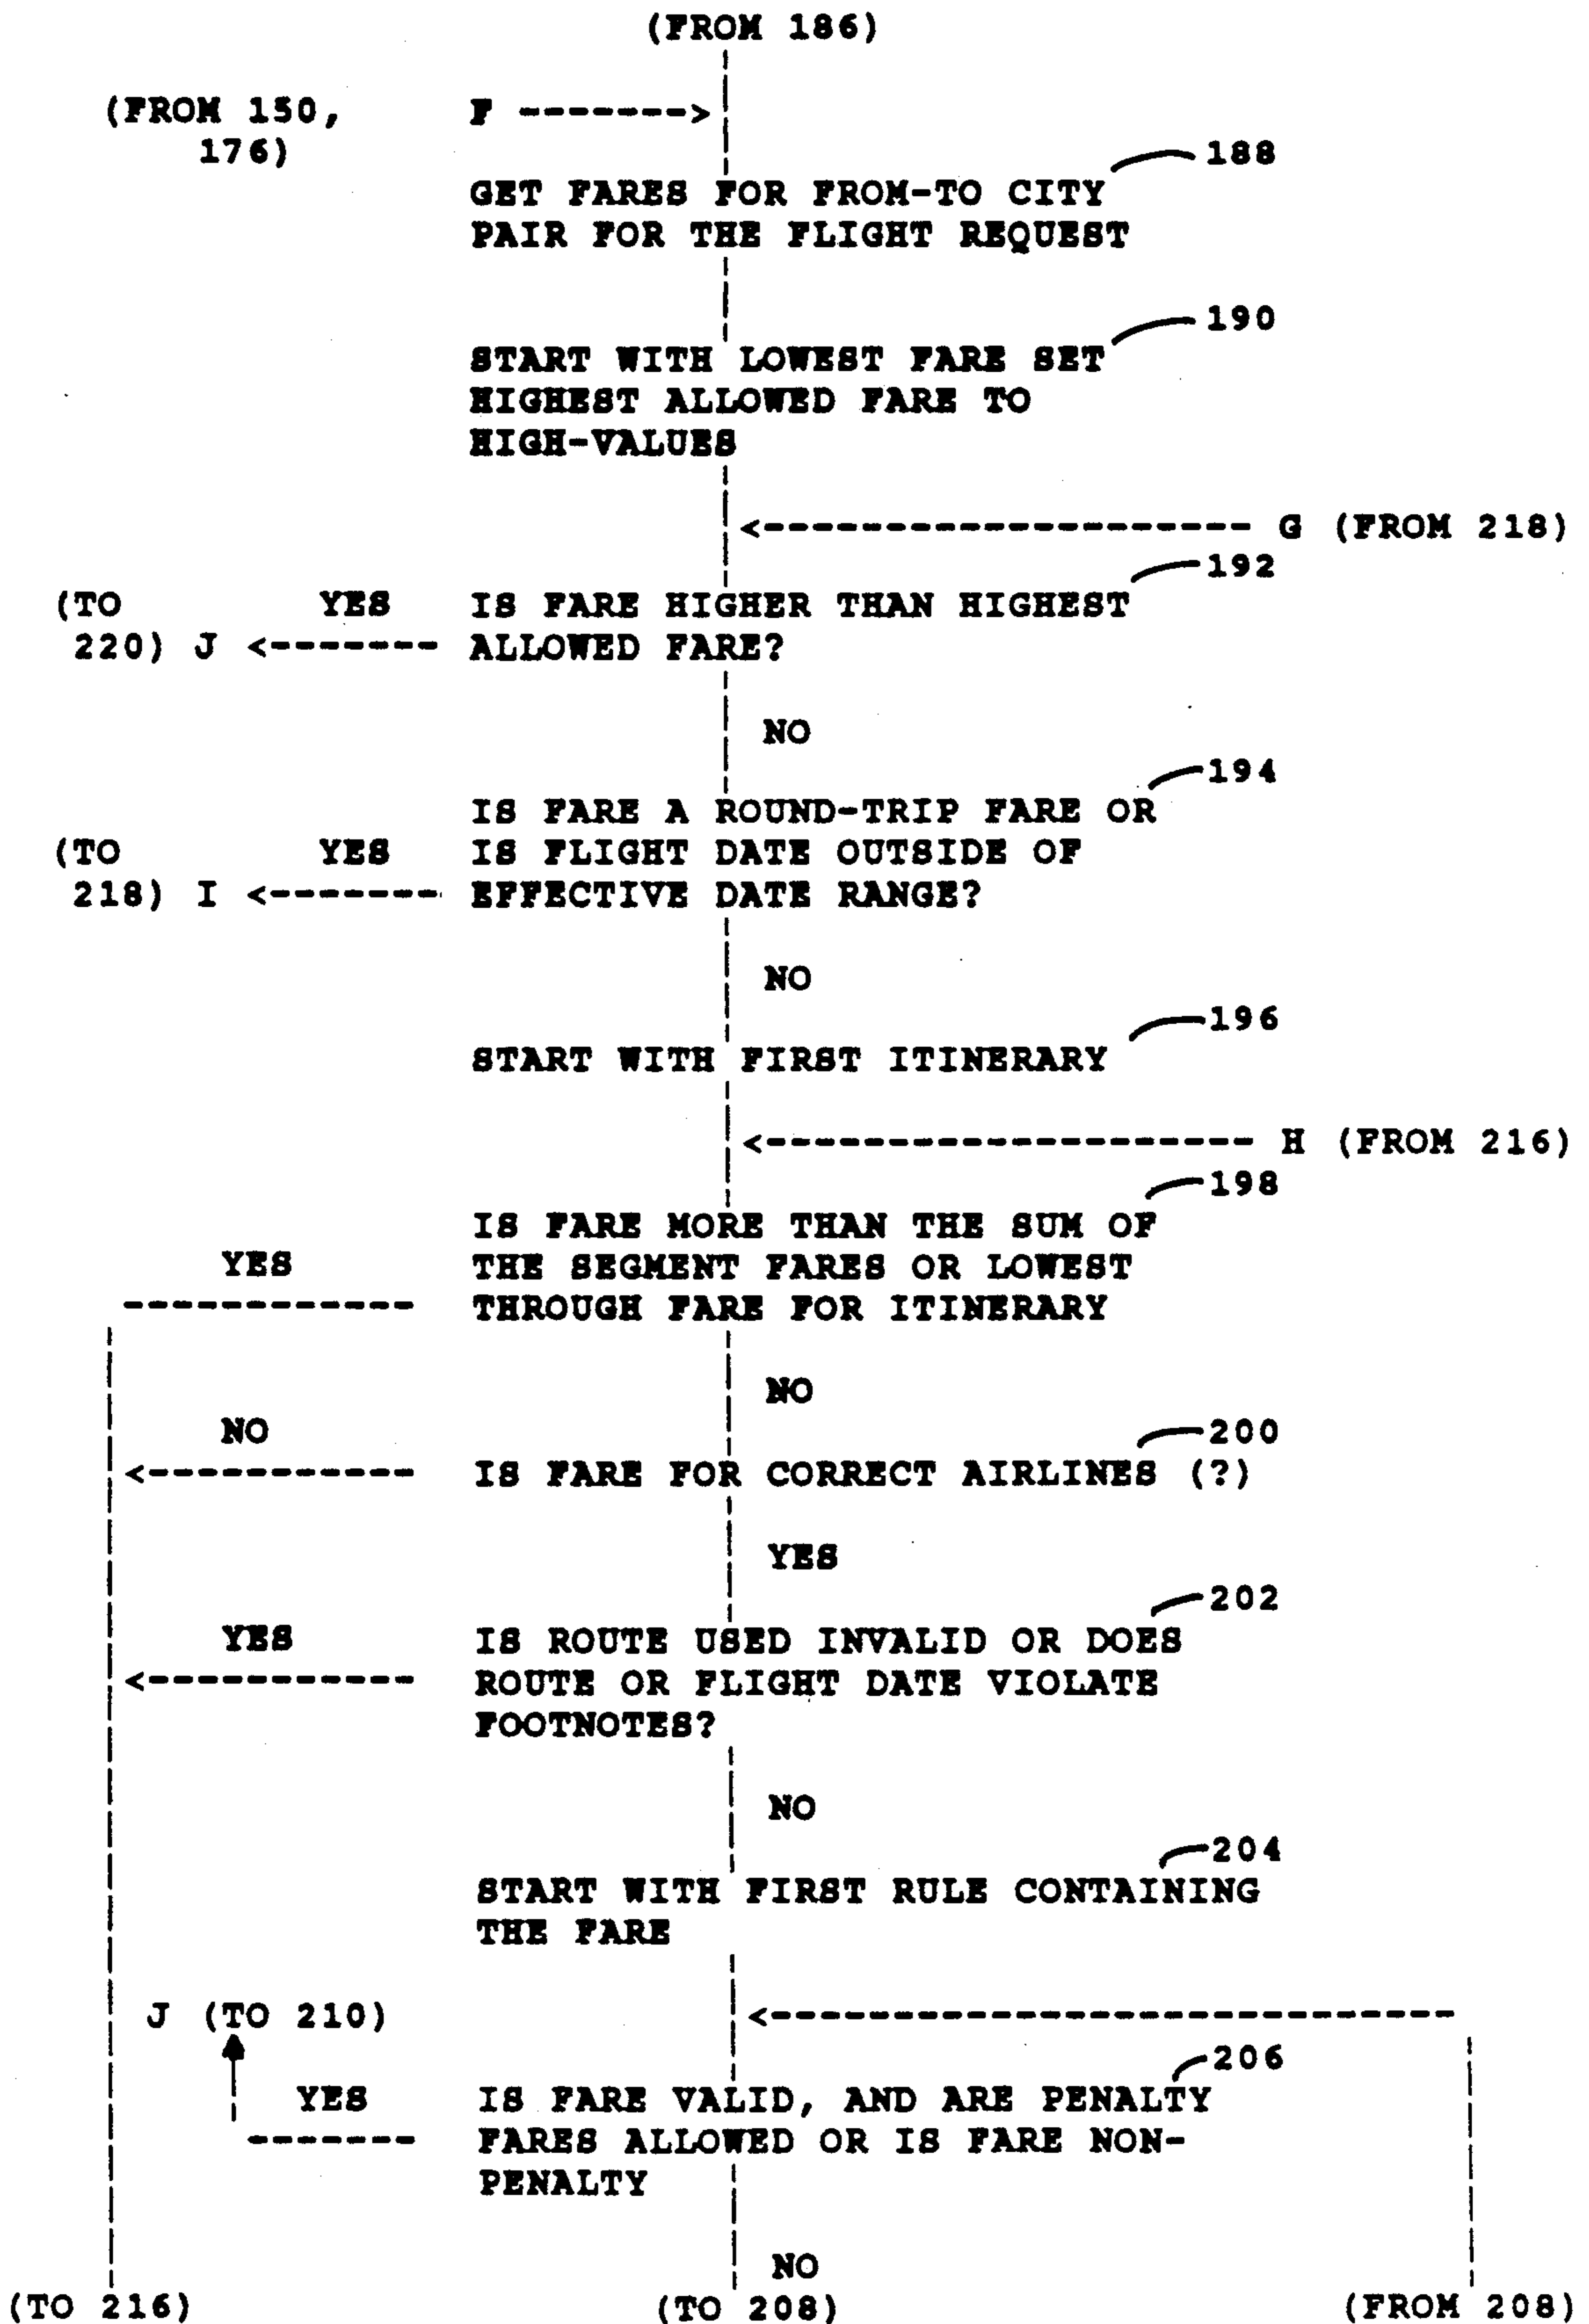 (FROM 186)
(FROM 150, F
176)
188
GET FARES FOR FROM-TO CITY
PAIR FOR THE FLIGHT REQUEST
190
START WITH LOWEST FARE SET
HIGHEST ALLOWED FARE TO
HIGH-VALUES
G (FROM 218)
192
(TO YES IS FARE HIGHER THAN HIGHEST
220) J ALLOWED FARE?
NO
194
IS FARE A ROUND-TRIP FARE OR
(TO YES IS FLIGHT DATE OUTSIDE OF
218) I EFFECTIVE DATE RANGE?
NO
196
START WITH FIRST ITINERARY
H (FROM 216)
198
IS FARE MORE THAN THE SUM OF
YES THE SEGMENT FARES OR LOWEST
THROUGH FARE FOR ITINERARY
NO
NO 200
IS FARE FOR CORRECT AIRLINES (?)
YES
202
YES IS ROUTE USED INVALID OR DOES
ROUTE OR FLIGHT DATE VIOLATE
FOOTNOTES?
NO
204
START WITH FIRST RULE CONTAINING
THE FARE
J (TO 210)
206
YES IS FARE VALID, AND ARE PENALTY
FARES ALLOWED OR IS FARE NON-
PENALTY
NO
(TO 216) (TO 208) (FROM 208)